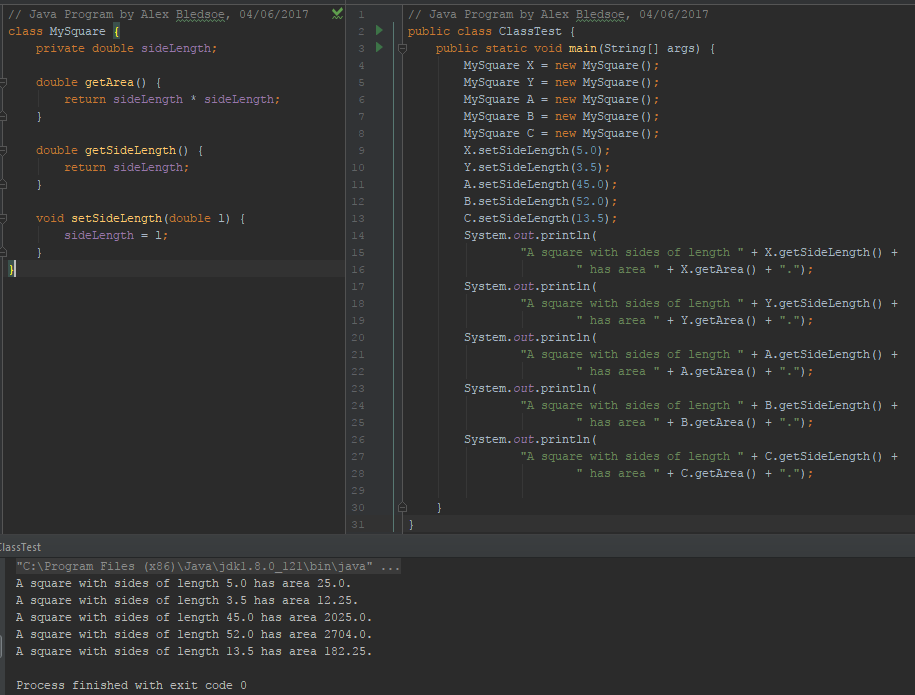 // Java Program by Alex Bledsoe, 04/06/2017
class MySquare {
    private double sideLength;

    double getArea() {
        return sideLength * sideLength;
    }

    double getSideLength() {
        return sideLength;
    }

    void setSideLength(double l) {
        sideLength = l;
    }
}
1 // Java Program by Alex Bledsoe, 04/06/2017
2 public class ClassTest {
3     public static void main(String[] args) {
4         MySquare X = new MySquare();
5         MySquare Y = new MySquare();
6         MySquare A = new MySquare();
7         MySquare B = new MySquare();
8         MySquare C = new MySquare();
9         X.setSideLength(5.0);
10         Y.setSideLength(3.5);
11         A.setSideLength(45.0);
12         B.setSideLength(52.0);
13         C.setSideLength(13.5);
14         System.out.println(
15                 "A square with sides of length " + X.getSideLength() +
16                         " has area " + X.getArea() + ".");
17         System.out.println(
18                 "A square with sides of length " + Y.getSideLength() +
19                         " has area " + Y.getArea() + ".");
20         System.out.println(
21                 "A square with sides of length " + A.getSideLength() +
22                         " has area " + A.getArea() + ".");
23         System.out.println(
24                 "A square with sides of length " + B.getSideLength() +
25                         " has area " + B.getArea() + ".");
26         System.out.println(
27                 "A square with sides of length " + C.getSideLength() +
28                         " has area " + C.getArea() + ".");
29
30     }
31 }
ClassTest
"C:\Program Files (x86)\Java\jdk1.8.0_121\bin\java" ...
A square with sides of length 5.0 has area 25.0.
A square with sides of length 3.5 has area 12.25.
A square with sides of length 45.0 has area 2025.0.
A square with sides of length 52.0 has area 2704.0.
A square with sides of length 13.5 has area 182.25.

Process finished with exit code 0